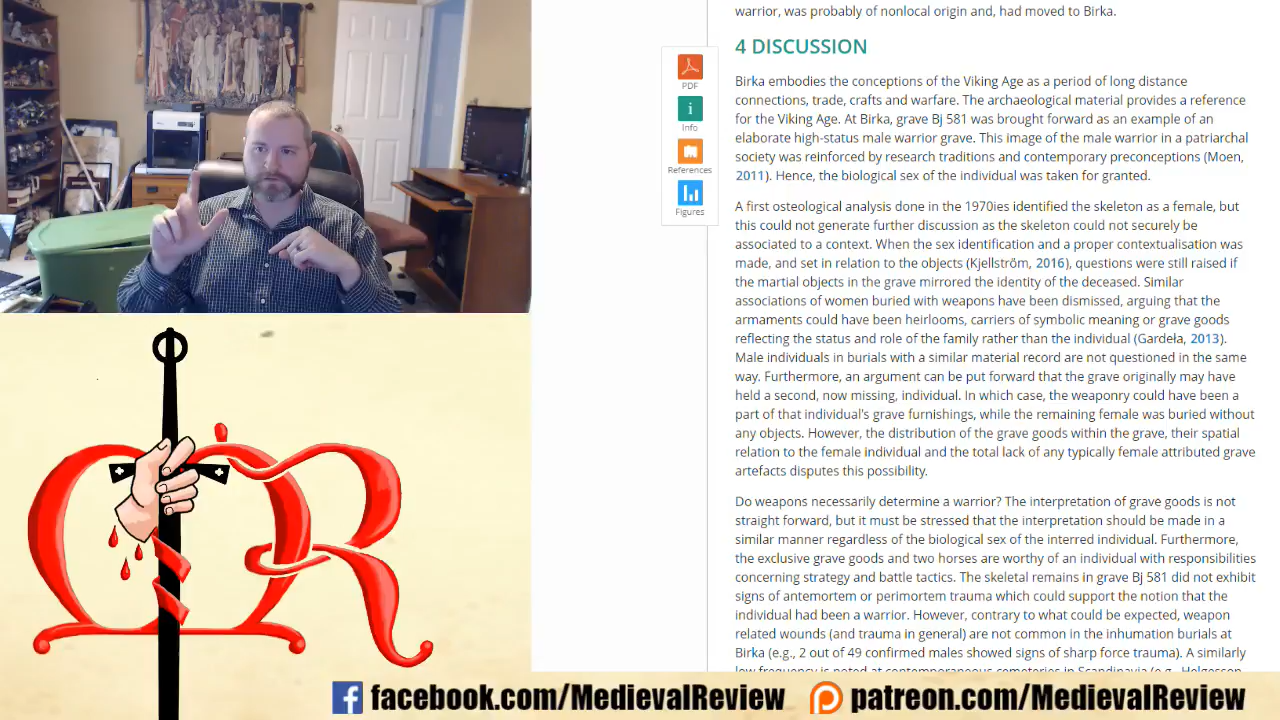 warrior, was probably of nonlocal origin and, had moved to Birka.
4 DISCUSSION
Birka embodies the conceptions of the Viking Age as a period of long distance
connections, trade, crafts and warfare. The archaeological material provides a reference
for the Viking Age. At Birka, grave Bj 581 was brought forward as an example of an
elaborate high-status male warrior grave. This image of the male warrior in a patriarchal
society was reinforced by research traditions and contemporary preconceptions (Moen,
2011). Hence, the biological sex of the individual was taken for granted.
A first osteological analysis done in the 1970ies identified the skeleton as a female, but
this could not generate further discussion as the skeleton could not securely be
associated to a context. When the sex identification and a proper contextualisation was
made, and set in relation to the objects (Kjellström, 2016), questions were still raised if
the martial objects in the grave mirrored the identity of the deceased. Similar
associations of women buried with weapons have been dismissed, arguing that the
armaments could have been heirlooms, carriers of symbolic meaning or grave goods
reflecting the status and role of the family rather than the individual (Gardeła, 2013).
Male individuals in burials with a similar material record are not questioned in the same
way. Furthermore, an argument can be put forward that the grave originally may have
held a second, now missing, individual. In which case, the weaponry could have been a
part of that individual's grave furnishings, while the remaining female was buried without
any objects. However, the distribution of the grave goods within the grave, their spatial
relation to the female individual and the total lack of any typically female attributed grave
artefacts disputes this possibility.
Do weapons necessarily determine a warrior? The interpretation of grave goods is not
straight forward, but it must be stressed that the interpretation should be made in a
similar manner regardless of the biological sex of the interred individual. Furthermore,
the exclusive grave goods and two horses are worthy of an individual with responsibilities
concerning strategy and battle tactics. The skeletal remains in grave Bj 581 did not exhibit
signs of antemortem or perimortem trauma which could support the notion that the
individual had been a warrior. However, contrary to what could be expected, weapon
related wounds (and trauma in general) are not common in the inhumation burials at
Birka (e.g., 2 out of 49 confirmed males showed signs of sharp force trauma). A similarly
low frequency is noted at contemporaneous cemeteries in Scandinavia (e.g., Helgesson
PDF
i
Info
References
Figures
MR
f facebook.com/MedievalReview
patreon.com/MedievalReview